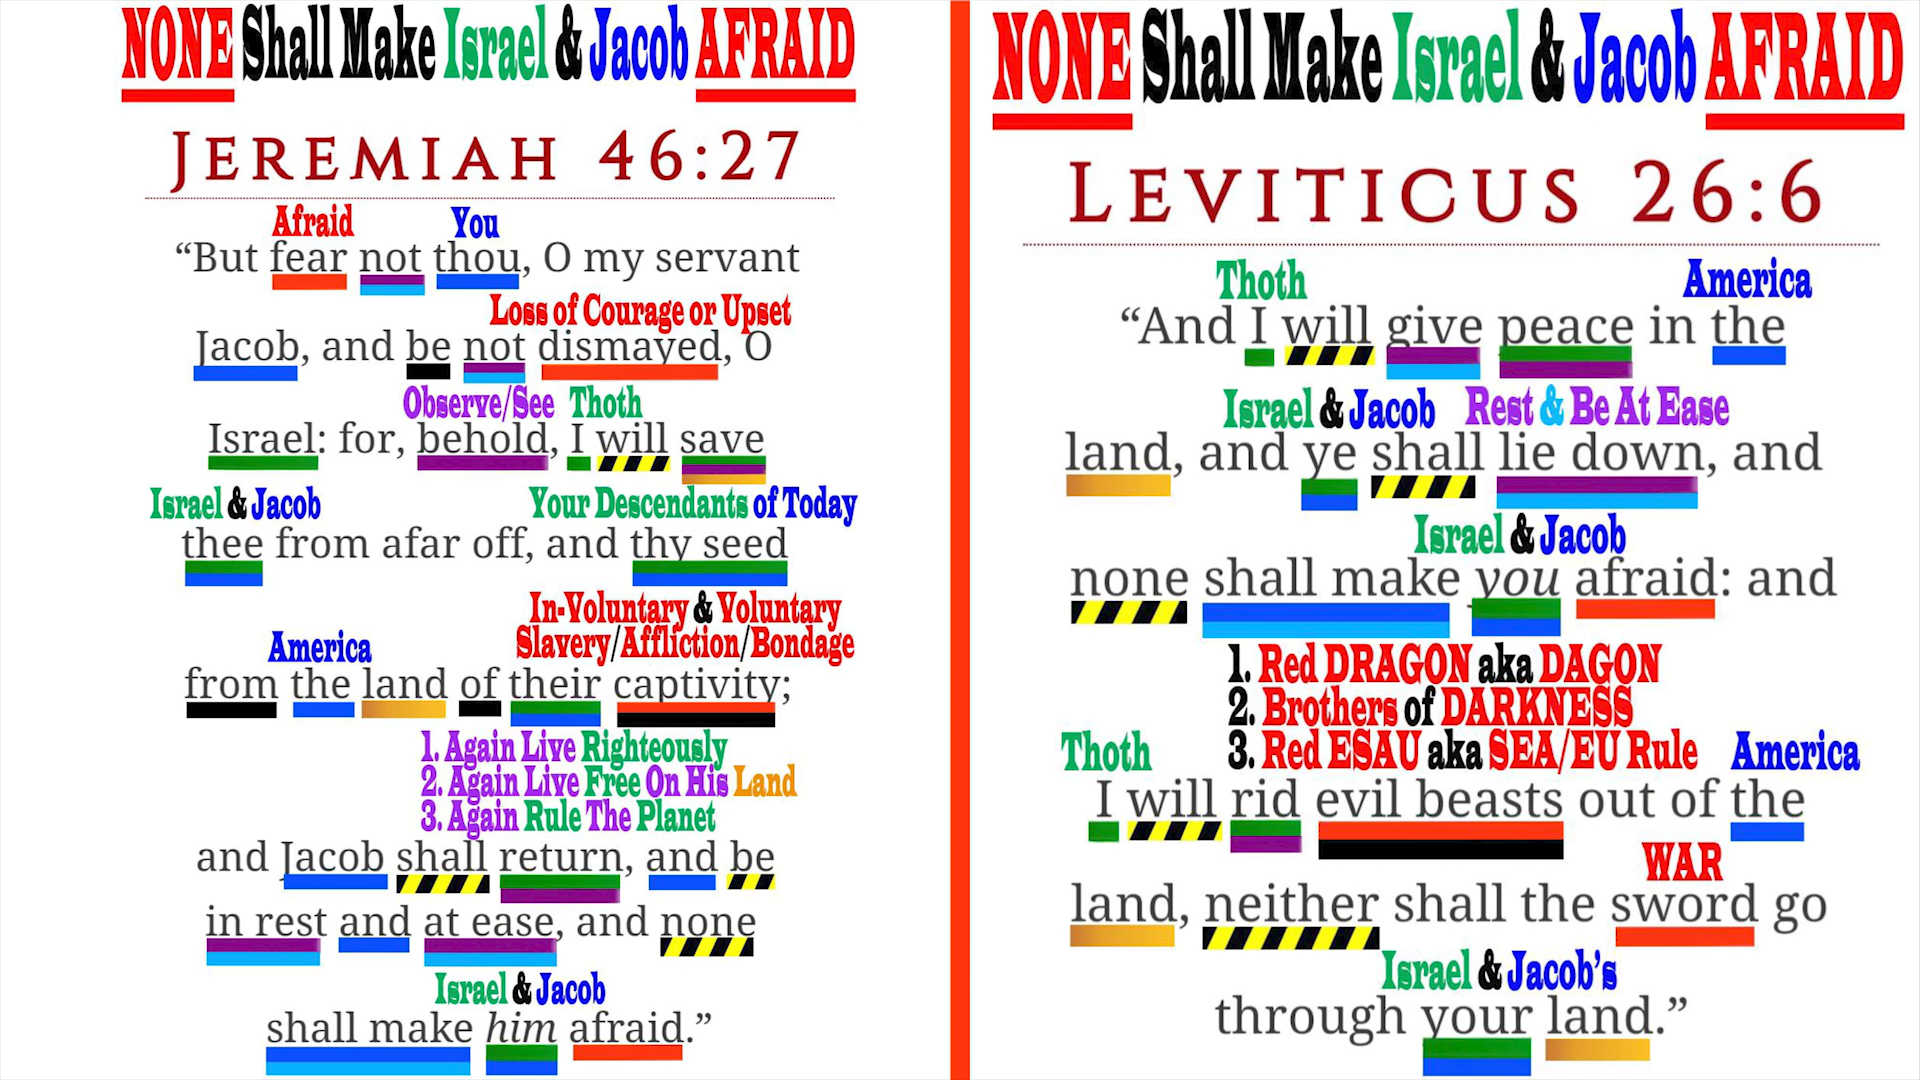 NONE Shall Make Israel & Jacob AFRAID
JEREMIAH 46:27
Afraid You
“But fear not thou, O my servant
Loss of Courage or Upset
Jacob, and be not dismayed, O
Observe/See Thoth
Israel: for, behold, I will save
Israel & Jacob Your Descendants of Today
thee from afar off, and thy seed
In-Voluntary & Voluntary
Slavery/Affliction/Bondage
America
from the land of their captivity;
1. Again Live Righteously
2. Again Live Free On His Land
3. Again Rule The Planet
and Jacob shall return, and be
in rest and at ease, and none
Israel & Jacob
shall make him afraid.”
NONE Shall Make Israel & Jacob AFRAID
LEVITICUS 26:6
Thoth America
“And I will give peace in the
Israel & Jacob Rest & Be At Ease
land, and ye shall lie down, and
Israel & Jacob
none shall make you afraid: and
1. Red DRAGON aka DAGON
2. Brothers of DARKNESS
Thoth 3. Red ESAU aka SEA/EU Rule America
I will rid evil beasts out of the
WAR
land, neither shall the sword go
Israel & Jacob's
through your land.”